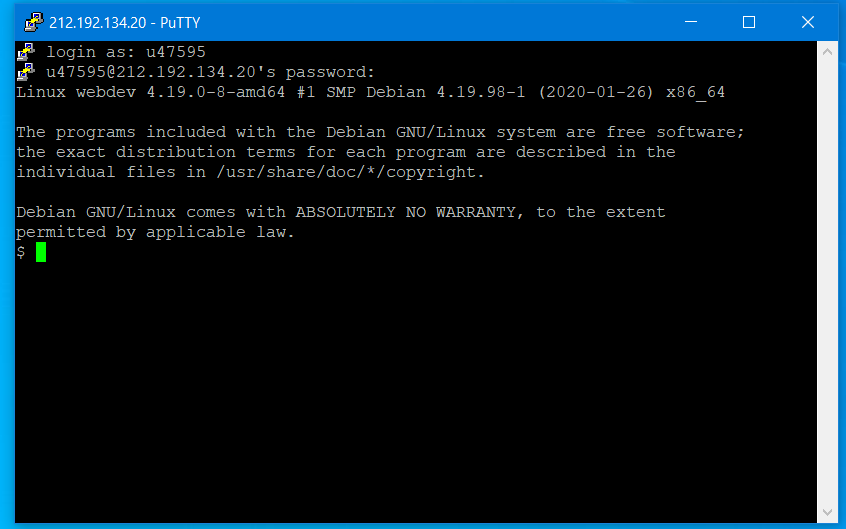 212.192.134.20 - PuTTY
login as: u47595
u47595@212.192.134.20's password:
Linux webdev 4.19.0-8-amd64 #1 SMP Debian 4.19.98-1 (2020-01-26) x86_64
The programs included with the Debian GNU/Linux system are free software;
the exact distribution terms for each program are described in the
individual files in /usr/share/doc/*/copyright.
Debian GNU/Linux comes with ABSOLUTELY NO WARRANTY, to the extent
permitted by applicable law.
$